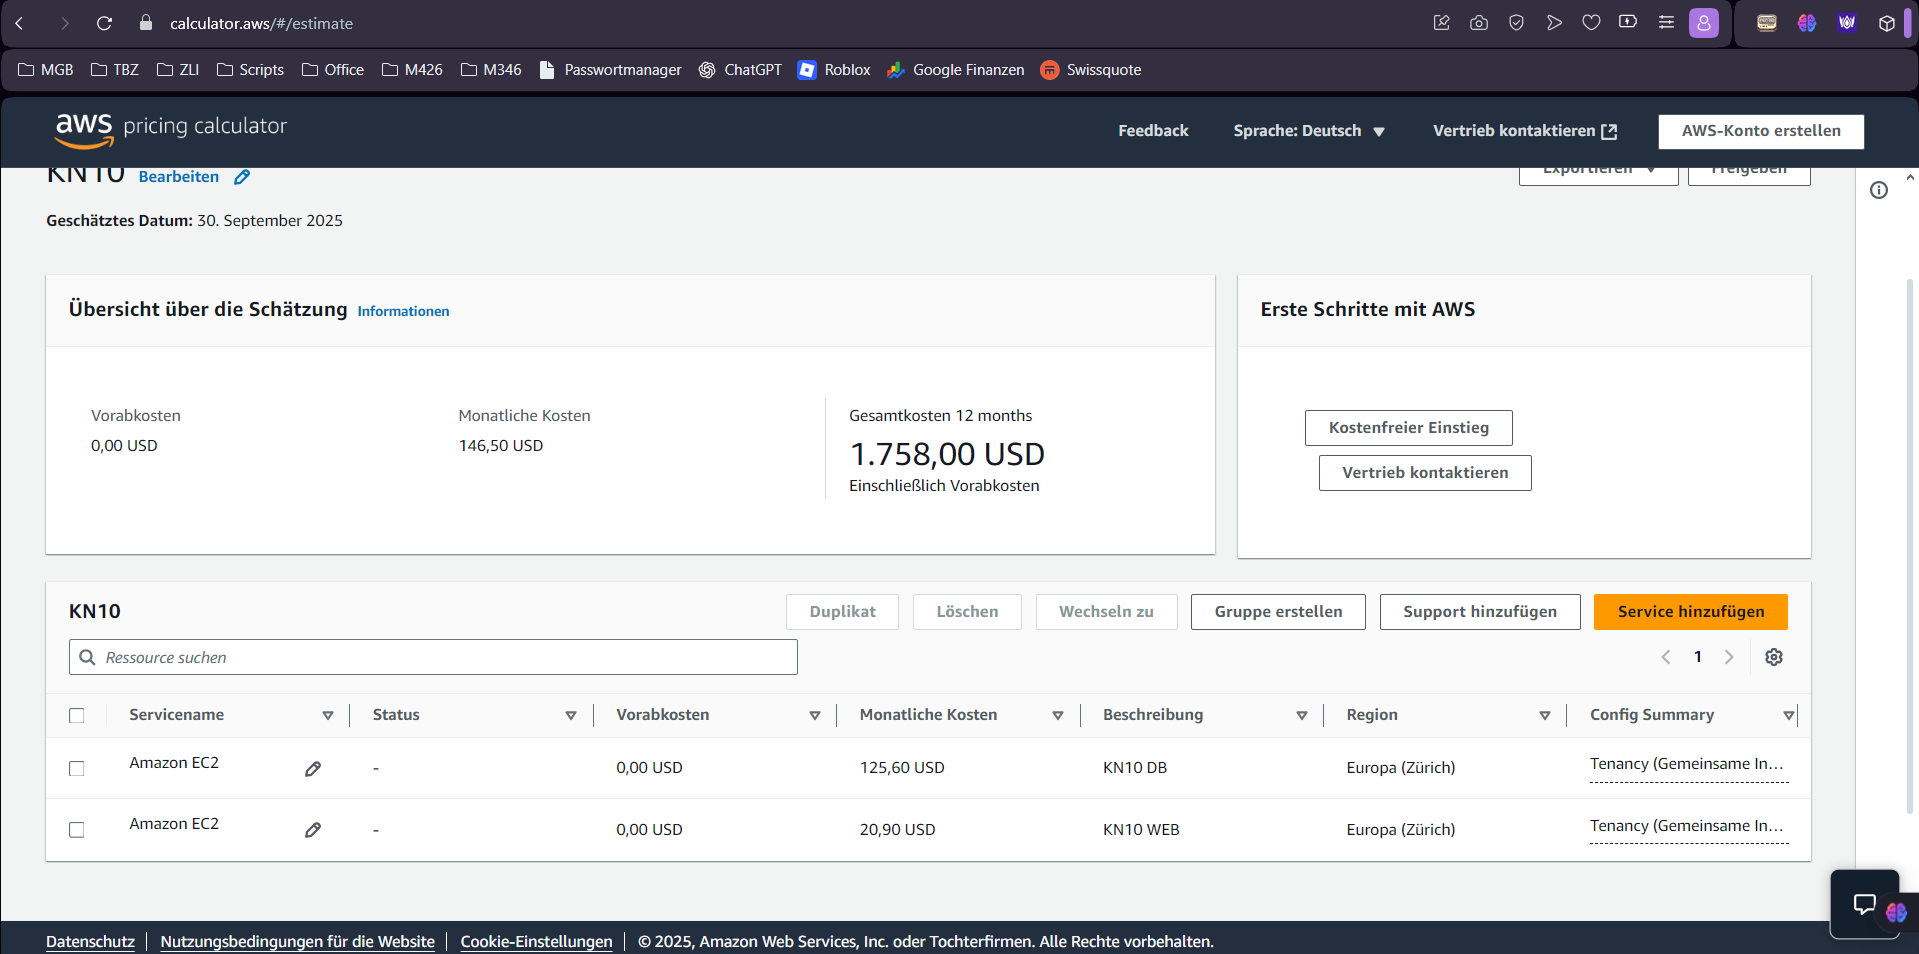 calculator.aws/#/estimate
MGB TBZ ZLI Scripts Office M426 M346 Passwortmanager ChatGPT Roblox Google Finanzen Swissquote
aws pricing calculator Feedback Sprache: Deutsch Vertrieb kontaktieren AWS-Konto erstellen
KN10 Bearbeiten Exportieren Freigeben
Geschätztes Datum: 30. September 2025
Übersicht über die Schätzung Informationen
Vorabkosten
0,00 USD
Monatliche Kosten
146,50 USD
Gesamtkosten 12 months
1.758,00 USD
Einschließlich Vorabkosten
Erste Schritte mit AWS
Kostenfreier Einstieg
Vertrieb kontaktieren
KN10 Duplikat Löschen Wechseln zu Gruppe erstellen Support hinzufügen Service hinzufügen
Ressource suchen 1
Servicename Status Vorabkosten Monatliche Kosten Beschreibung Region Config Summary
Amazon EC2 - 0,00 USD 125,60 USD KN10 DB Europa (Zürich) Tenancy (Gemeinsame In...
Amazon EC2 - 0,00 USD 20,90 USD KN10 WEB Europa (Zürich) Tenancy (Gemeinsame In...
Datenschutz Nutzungsbedingungen für die Website Cookie-Einstellungen © 2025, Amazon Web Services, Inc. oder Tochterfirmen. Alle Rechte vorbehalten.